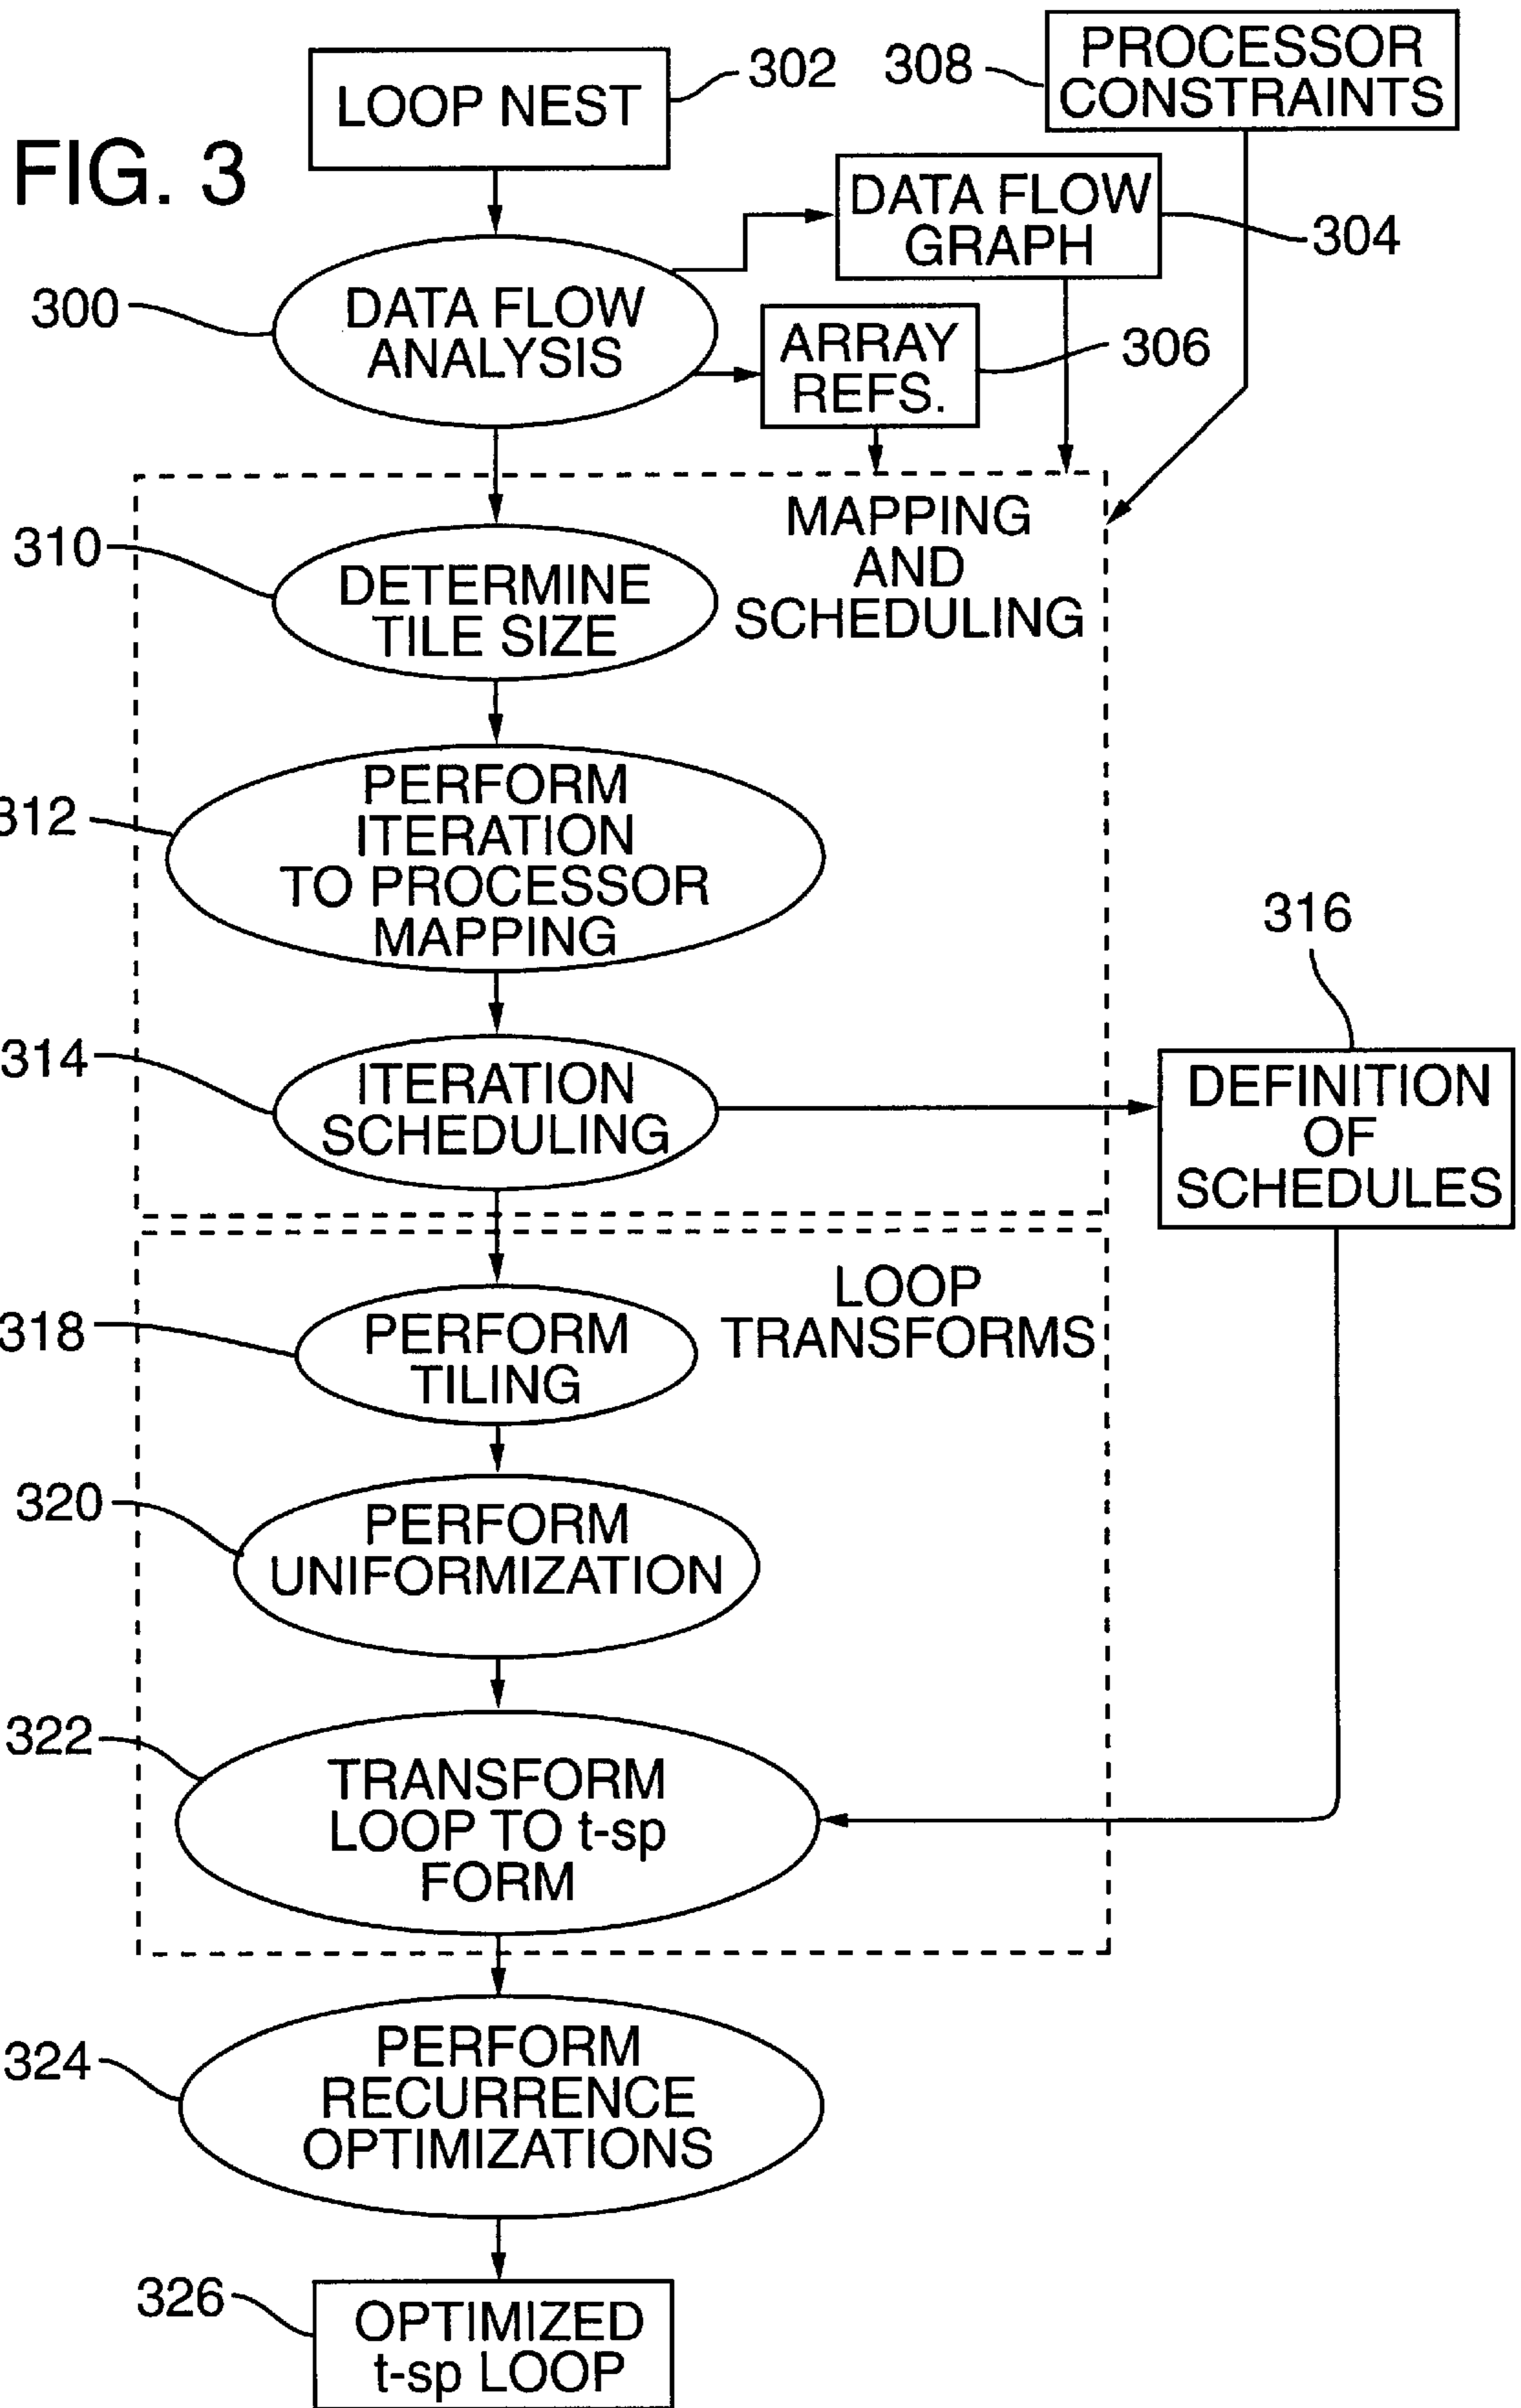 FIG. 3
LOOP NEST
302
308
PROCESSOR
CONSTRAINTS
DATA FLOW
GRAPH
304
300
DATA FLOW
ANALYSIS
ARRAY
REFS.
306
MAPPING
AND
SCHEDULING
310
DETERMINE
TILE SIZE
312
PERFORM
ITERATION
TO PROCESSOR
MAPPING
314
ITERATION
SCHEDULING
316
DEFINITION
OF
SCHEDULES
LOOP
TRANSFORMS
318
PERFORM
TILING
320
PERFORM
UNIFORMIZATION
322
TRANSFORM
LOOP TO t-sp
FORM
324
PERFORM
RECURRENCE
OPTIMIZATIONS
326
OPTIMIZED
t-sp LOOP